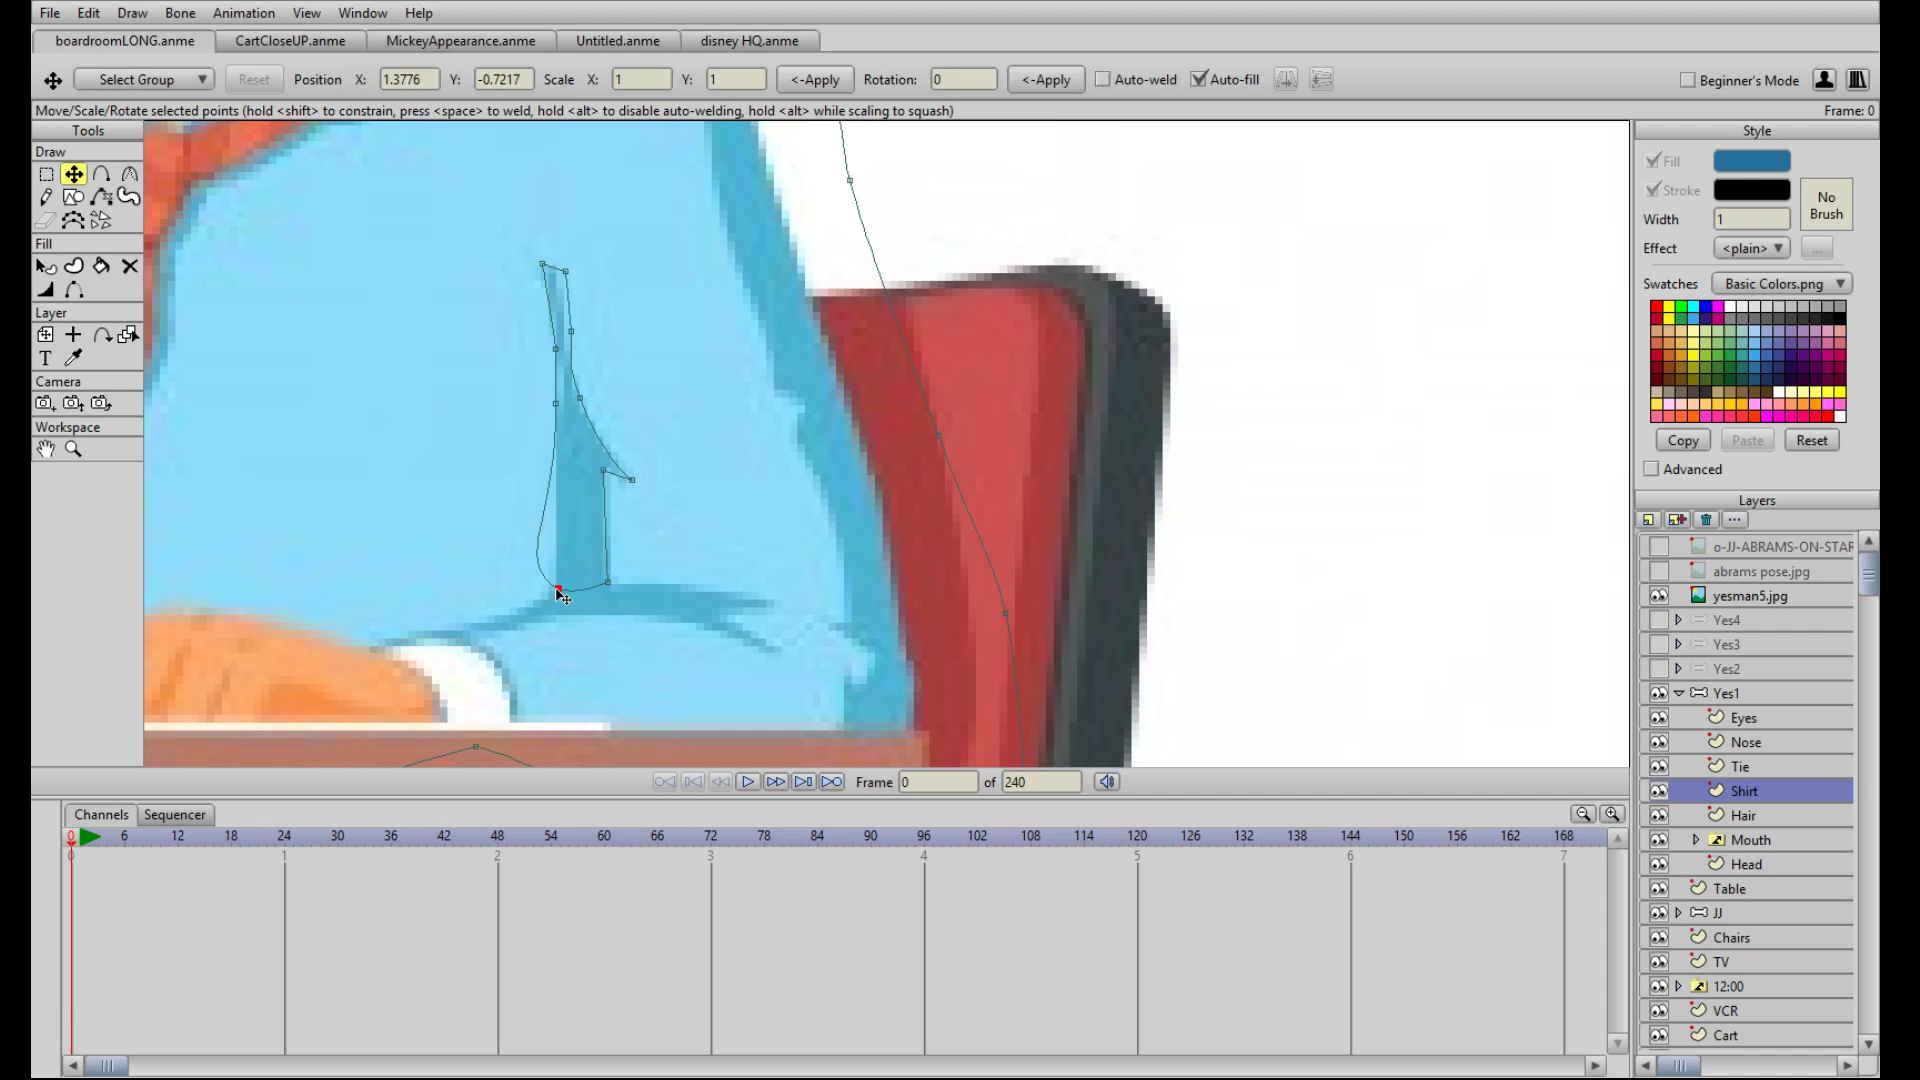 File Edit Draw Bone Animation View Window Help
boardroomLONG.anme CartCloseUP.anme MickeyAppearance.anme Untitled.anme disney HQ.anme
Select Group Reset Position X: 1.3776 Y: -0.7217 Scale X: 1 Y: 1 <-Apply Rotation: 0 <-Apply Auto-weld Auto-fill Beginner's Mode
Move/Scale/Rotate selected points (hold <shift> to constrain, press <space> to weld, hold <alt> to disable auto-welding, hold <alt> while scaling to squash) Frame: 0
Tools
Draw
Fill
Layer
T
Camera
Workspace
Style
Fill
Stroke
No Brush
Width 1
Effect <plain> ...
Swatches Basic Colors.png
Copy Paste Reset
Advanced
Layers
o-JJ-ABRAMS-ON-STAR
abrams pose.jpg
yesman5.jpg
Yes4
Yes3
Yes2
Yes1
Eyes
Nose
Tie
Shirt
Hair
Mouth
Head
Table
JJ
Chairs
TV
12:00
VCR
Cart
Frame 0 of 240
Channels Sequencer
0 6 12 18 24 30 36 42 48 54 60 66 72 78 84 90 96 102 108 114 120 126 132 138 144 150 156 162 168
0 1 2 3 4 5 6 7